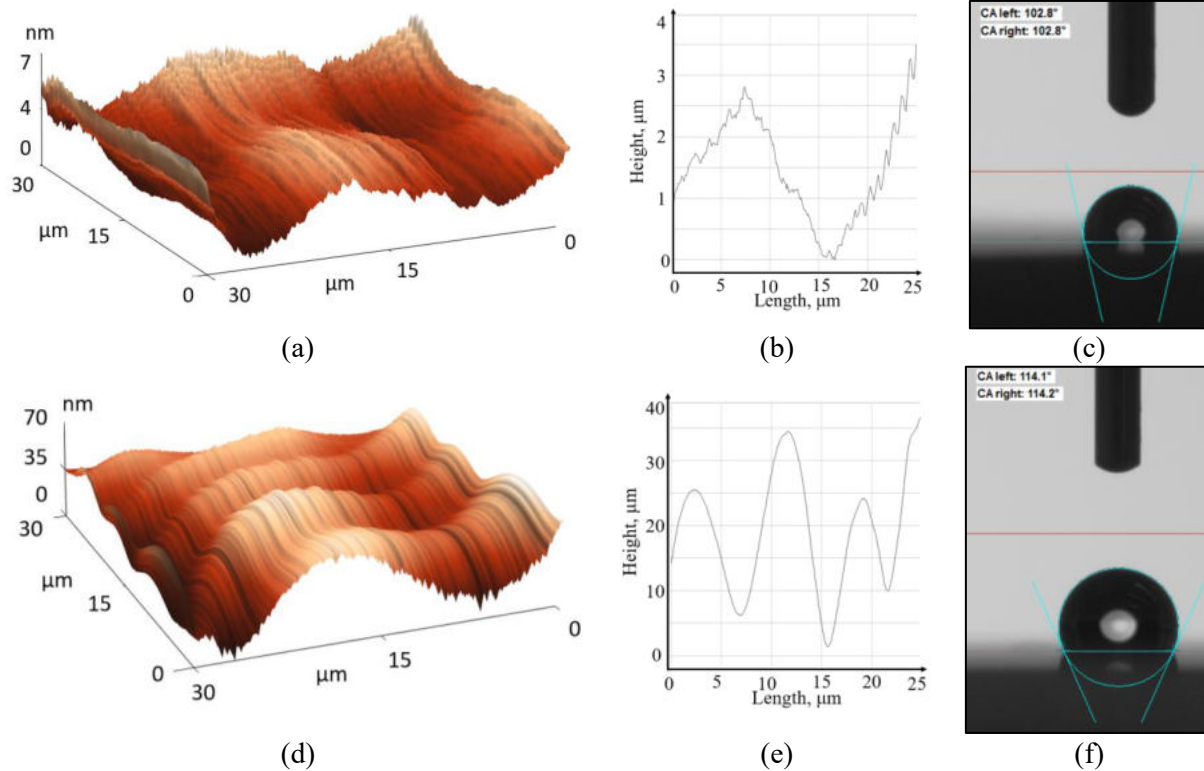 nm
7
4
0
30
μm
15
0
30
μm
15
0
(a)
4
3
2
1
0
Height, μm
0
5
10
15
20
25
Length, μm
(b)
CA left: 102.8°
CA right: 102.8°
(c)
nm
70
35
0
30
μm
15
0
30
μm
15
0
(d)
40
30
20
10
0
Height, μm
0
5
10
15
20
25
Length, μm
(e)
CA left: 114.1°
CA right: 114.2°
(f)